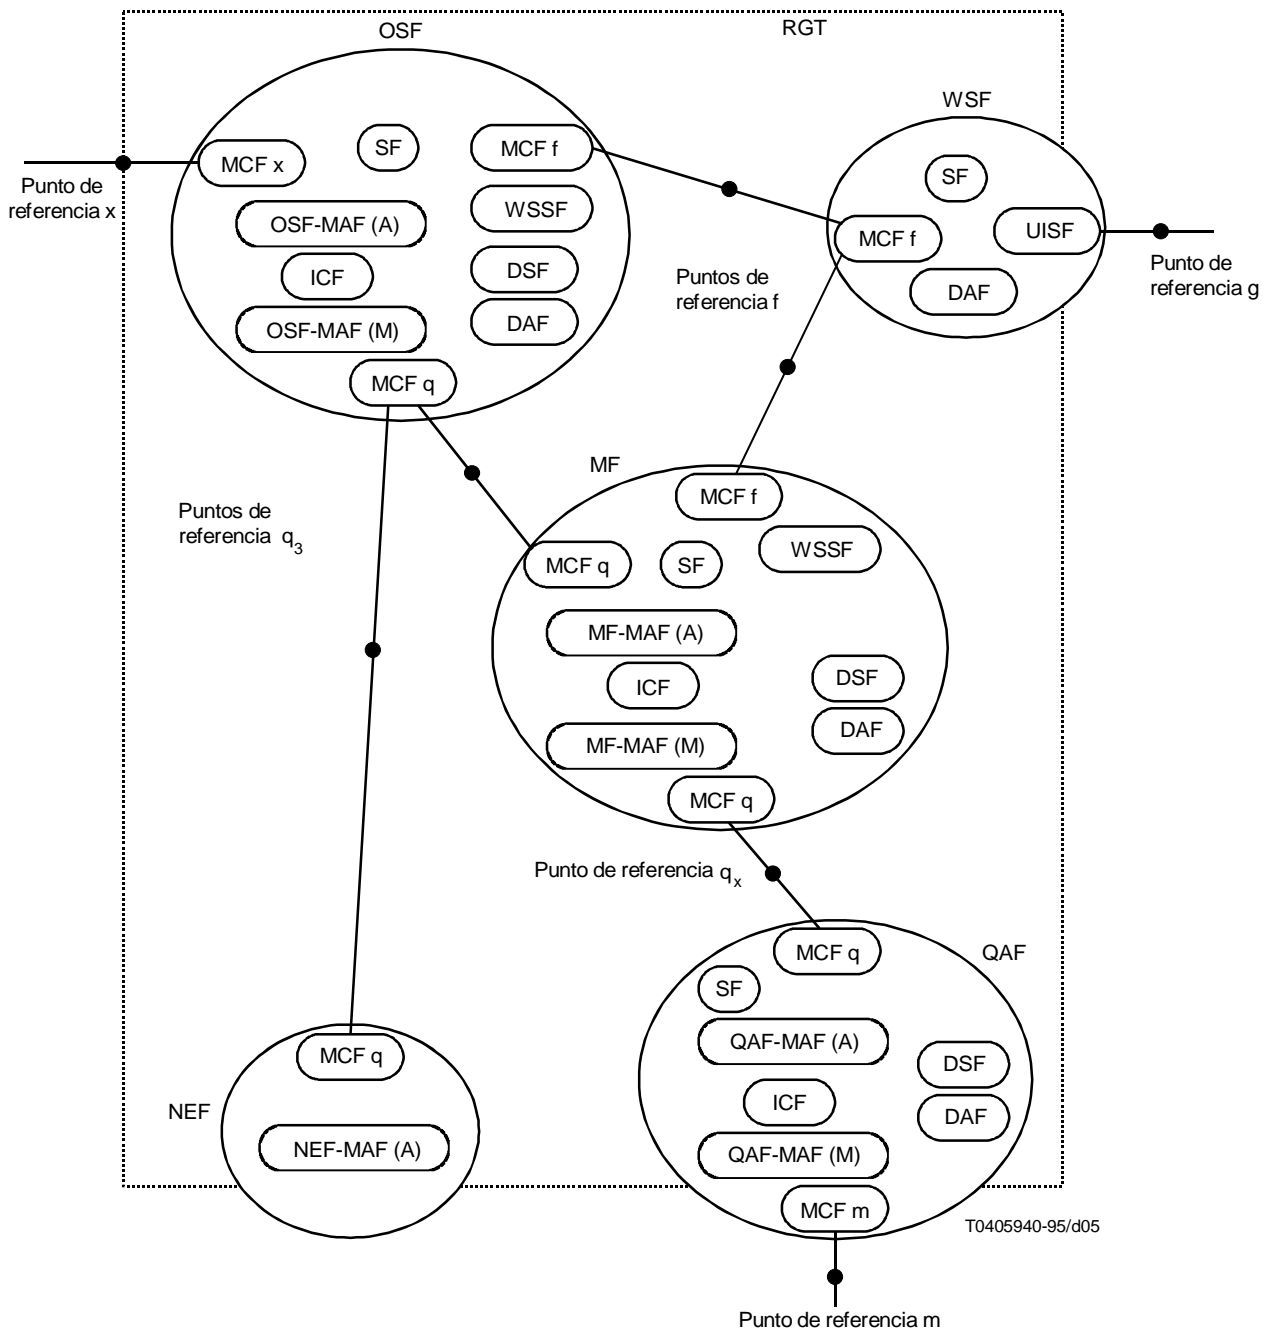 OSF
RGT
WSF
MCF x
SF
MCF f
OSF-MAF (A)
WSSF
ICF
DSF
OSF-MAF (M)
DAF
MCF q
Punto de
referencia x
SF
MCF f
UISF
DAF
Punto de
referencia g
Puntos de
referencia f
MF
MCF f
Puntos de
referencia q3
MCF q
SF
WSSF
MF-MAF (A)
ICF
DSF
MF-MAF (M)
DAF
MCF q
Punto de referencia qx
MCF q
QAF
SF
QAF-MAF (A)
DSF
ICF
DAF
QAF-MAF (M)
MCF m
NEF
MCF q
NEF-MAF (A)
T0405940-95/d05
Punto de referencia m